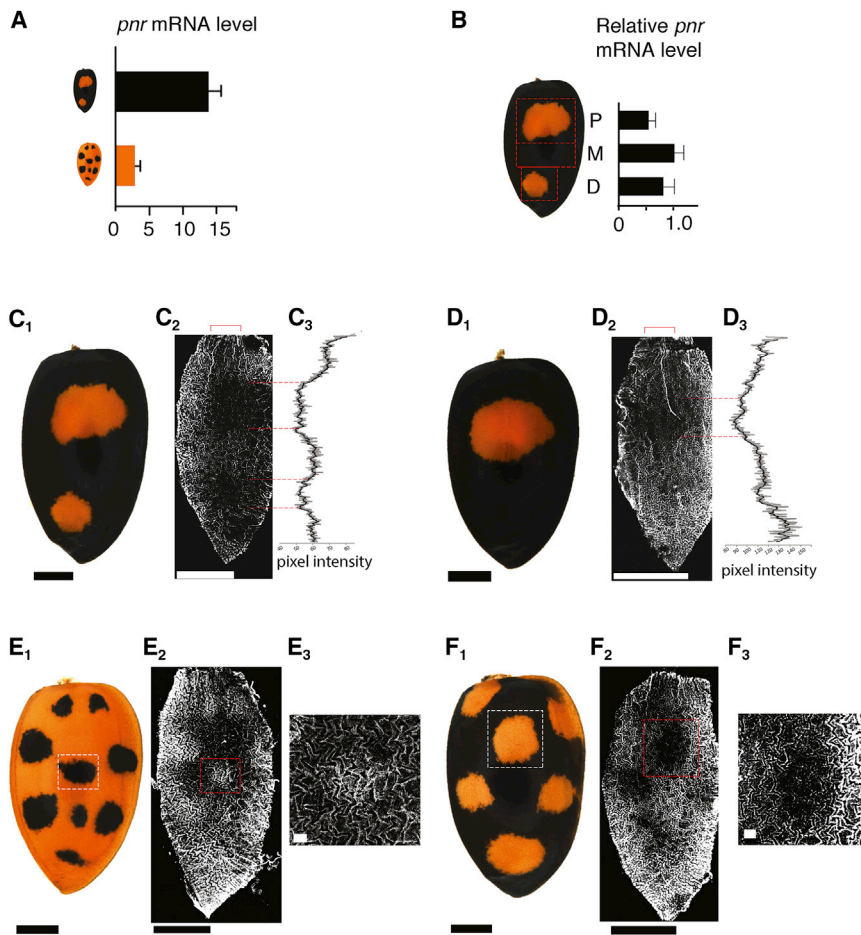 A
pnr mRNA level
0 5 10 15
B
Relative pnr
mRNA level
P
M
D
0 1.0
C1
C2
C3
pixel intensity
D1
D2
D3
pixel intensity
E1
E2
E3
F1
F2
F3